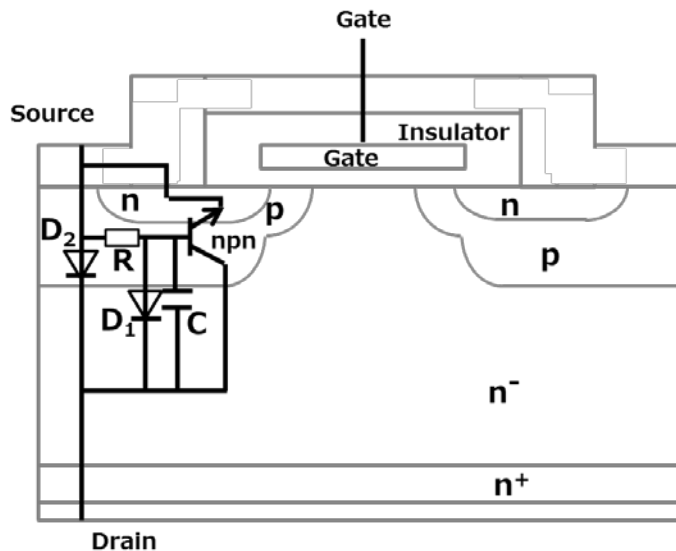 Gate
Source
Insulator
Gate
n
p
n
D₂
npn
R
p
D₁
C
n⁻
n⁺
Drain